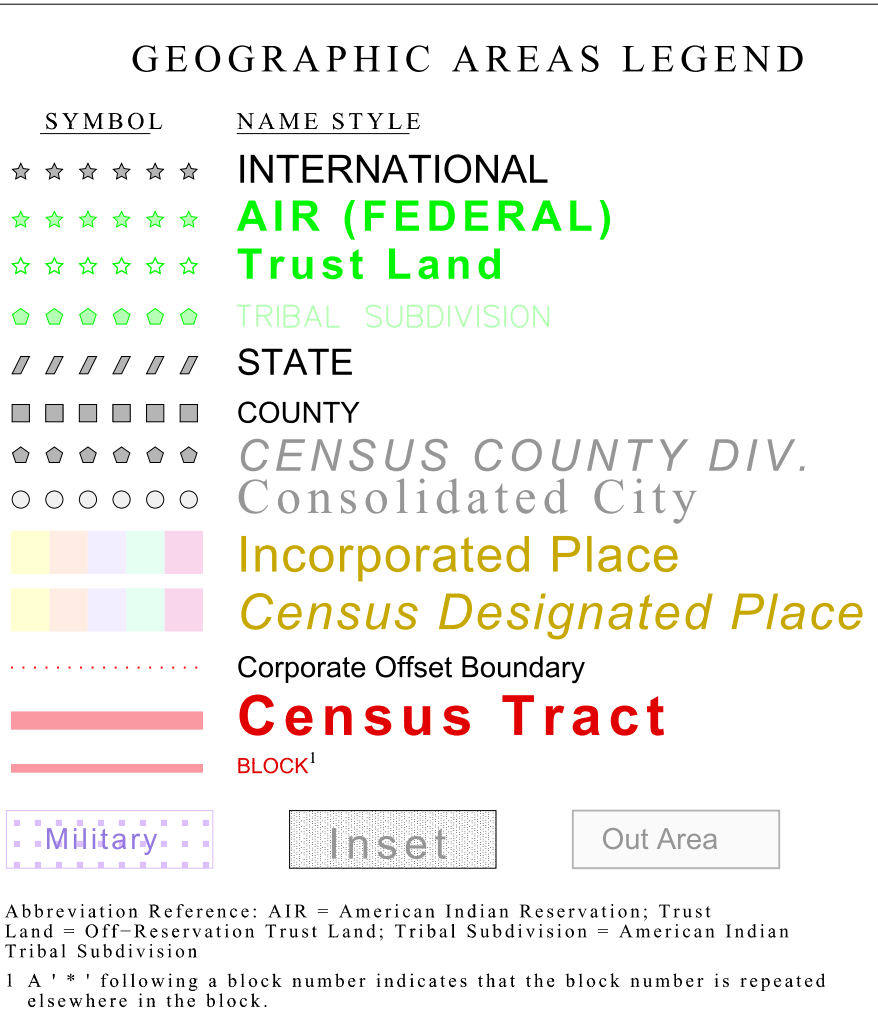 GEOGRAPHIC AREAS LEGEND
SYMBOL NAME STYLE
INTERNATIONAL
AIR (FEDERAL)
Trust Land
TRIBAL SUBDIVISION
STATE
COUNTY
CENSUS COUNTY DIV.
Consolidated City
Incorporated Place
Census Designated Place
Corporate Offset Boundary
Census Tract
BLOCK¹
Military Inset Out Area
Abbreviation Reference: AIR = American Indian Reservation; Trust
Land = Off−Reservation Trust Land; Tribal Subdivision = American Indian
Tribal Subdivision
1 A ' * ' following a block number indicates that the block number is repeated
elsewhere in the block.